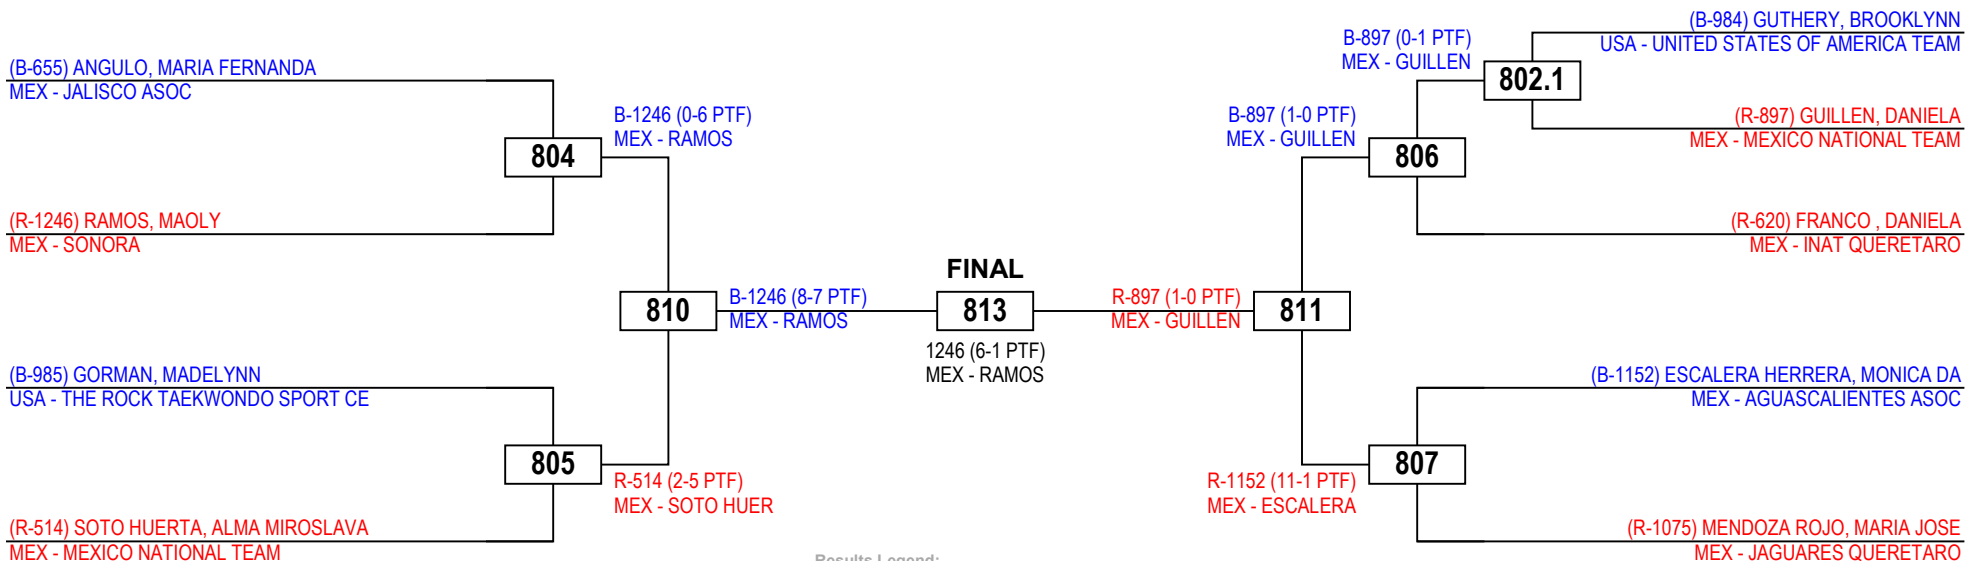 (B-984) GUTHERY, BROOKLYNN
USA - UNITED STATES OF AMERICA TEAM
B-897 (0-1 PTF)
MEX - GUILLEN
802.1
(B-655) ANGULO, MARIA FERNANDA
MEX - JALISCO ASOC
B-1246 (0-6 PTF)
MEX - RAMOS
B-897 (1-0 PTF)
MEX - GUILLEN
(R-897) GUILLEN, DANIELA
MEX - MEXICO NATIONAL TEAM
804
806
(R-1246) RAMOS, MAOLY
MEX - SONORA
(R-620) FRANCO , DANIELA
MEX - INAT QUERETARO
FINAL
810
B-1246 (8-7 PTF)
MEX - RAMOS
813
R-897 (1-0 PTF)
MEX - GUILLEN
811
1246 (6-1 PTF)
MEX - RAMOS
(B-985) GORMAN, MADELYNN
USA - THE ROCK TAEKWONDO SPORT CE
(B-1152) ESCALERA HERRERA, MONICA DA
MEX - AGUASCALIENTES ASOC
805
807
R-514 (2-5 PTF)
MEX - SOTO HUER
R-1152 (11-1 PTF)
MEX - ESCALERA
(R-514) SOTO HUERTA, ALMA MIROSLAVA
MEX - MEXICO NATIONAL TEAM
(R-1075) MENDOZA ROJO, MARIA JOSE
MEX - JAGUARES QUERETARO
Results Legend: